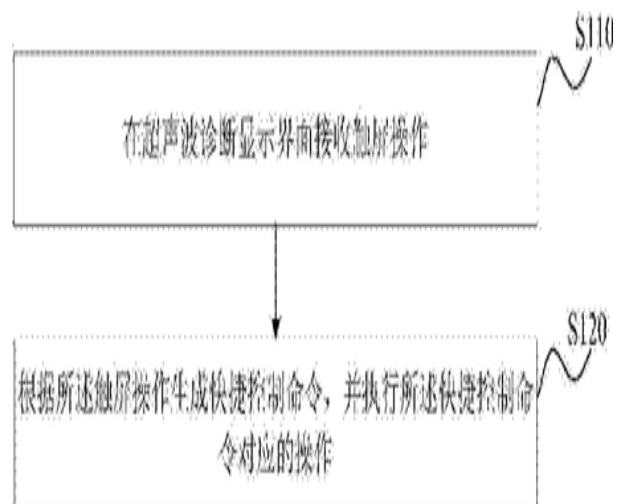 S110
在超声波诊断显示界面接收触屏操作
S120
根据所述触屏操作生成快捷控制命令，并执行所述快捷控制命
令对应的操作